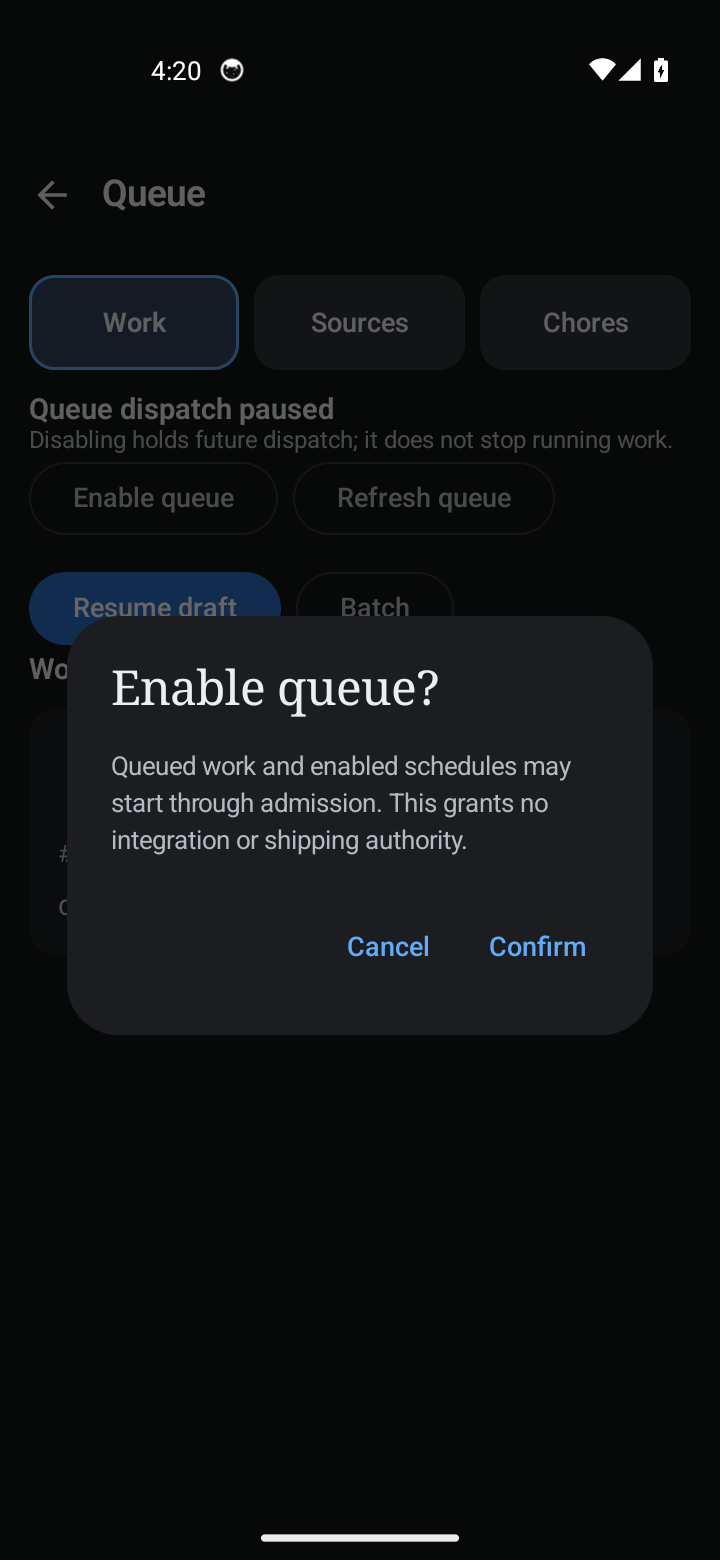 4:20
Queue
Work
Sources
Chores
Queue dispatch paused
Disabling holds future dispatch; it does not stop running work.
Enable queue
Refresh queue
Resume draft
Batch
Enable queue?
Queued work and enabled schedules may
start through admission. This grants no
integration or shipping authority.
Cancel
Confirm